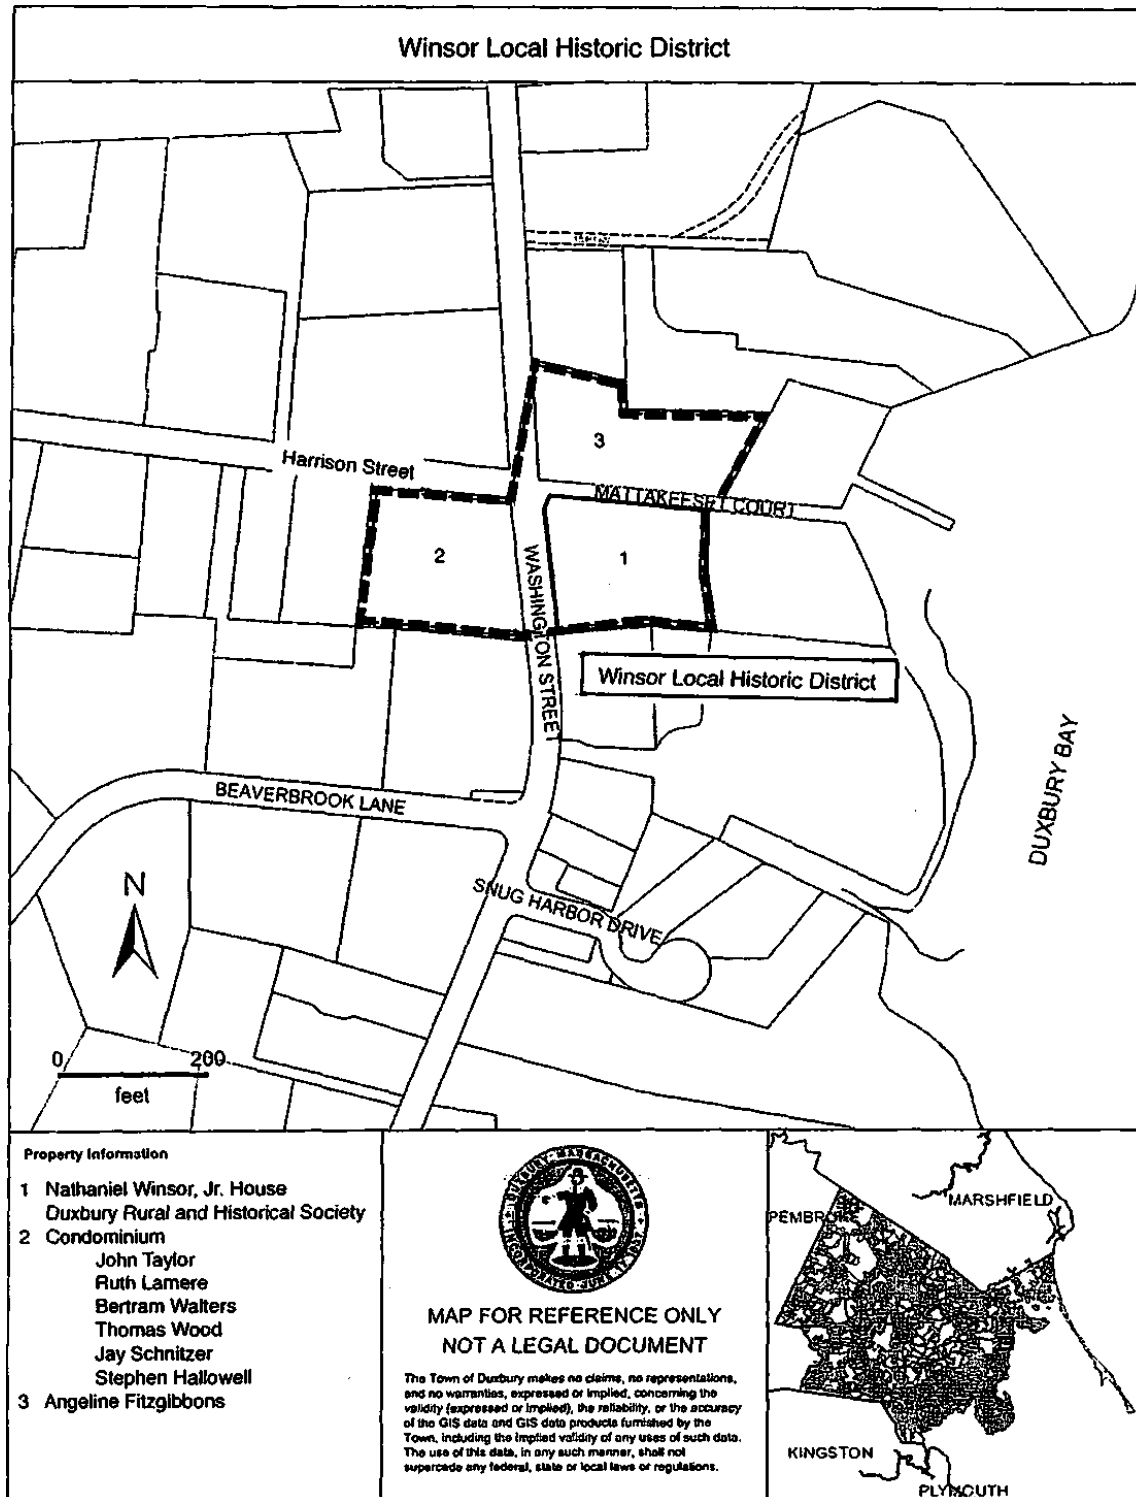 Winsor Local Historic District
Harrison Street
3
MATTAKEESET COURT
2
1
WASHINGTON STREET
Winsor Local Historic District
DUXBURY BAY
BEAVERBROOK LANE
SNUG HARBOR DRIVE
N
0 200
feet
Property Information
1 Nathaniel Winsor, Jr. House
Duxbury Rural and Historical Society
2 Condominium
John Taylor
Ruth Lamere
Bertram Walters
Thomas Wood
Jay Schnitzer
Stephen Hallowell
3 Angeline Fitzgibbons
DUXBURY MASSACHUSETTS
INCORPORATED JUNE 17 1637
MAP FOR REFERENCE ONLY
NOT A LEGAL DOCUMENT
The Town of Duxbury makes no claims, no representations,
and no warranties, expressed or implied, concerning the
validity (expressed or implied), the reliability, or the accuracy
of the GIS data and GIS data products furnished by the
Town, including the implied validity of any uses of such data.
The use of this data, in any such manner, shall not
supercede any federal, state or local laws or regulations.
MARSHFIELD
PEMBROKE
KINGSTON
PLYMOUTH